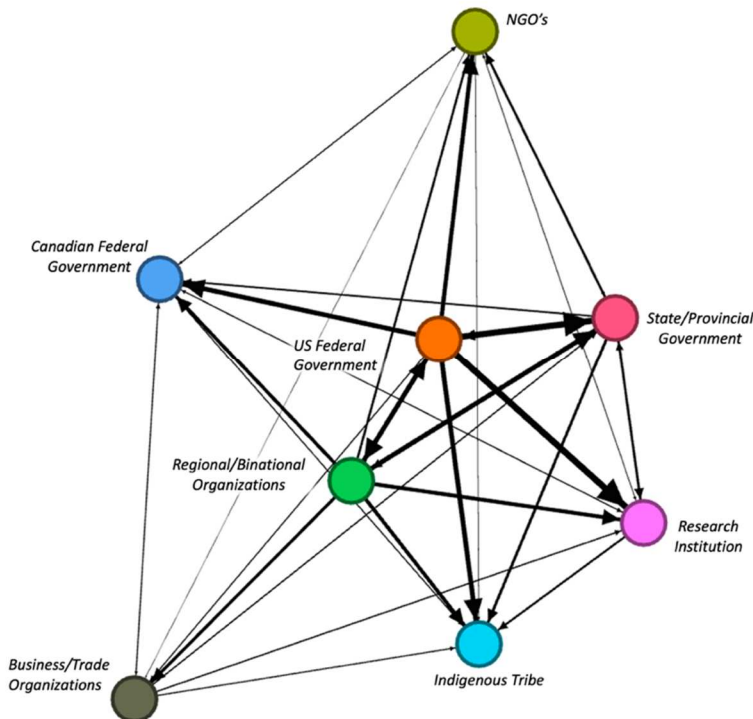 NGO's
Canadian Federal
Government
State/Provincial
Government
US Federal
Government
Regional/Binational
Organizations
Research
Institution
Business/Trade
Organizations
Indigenous Tribe